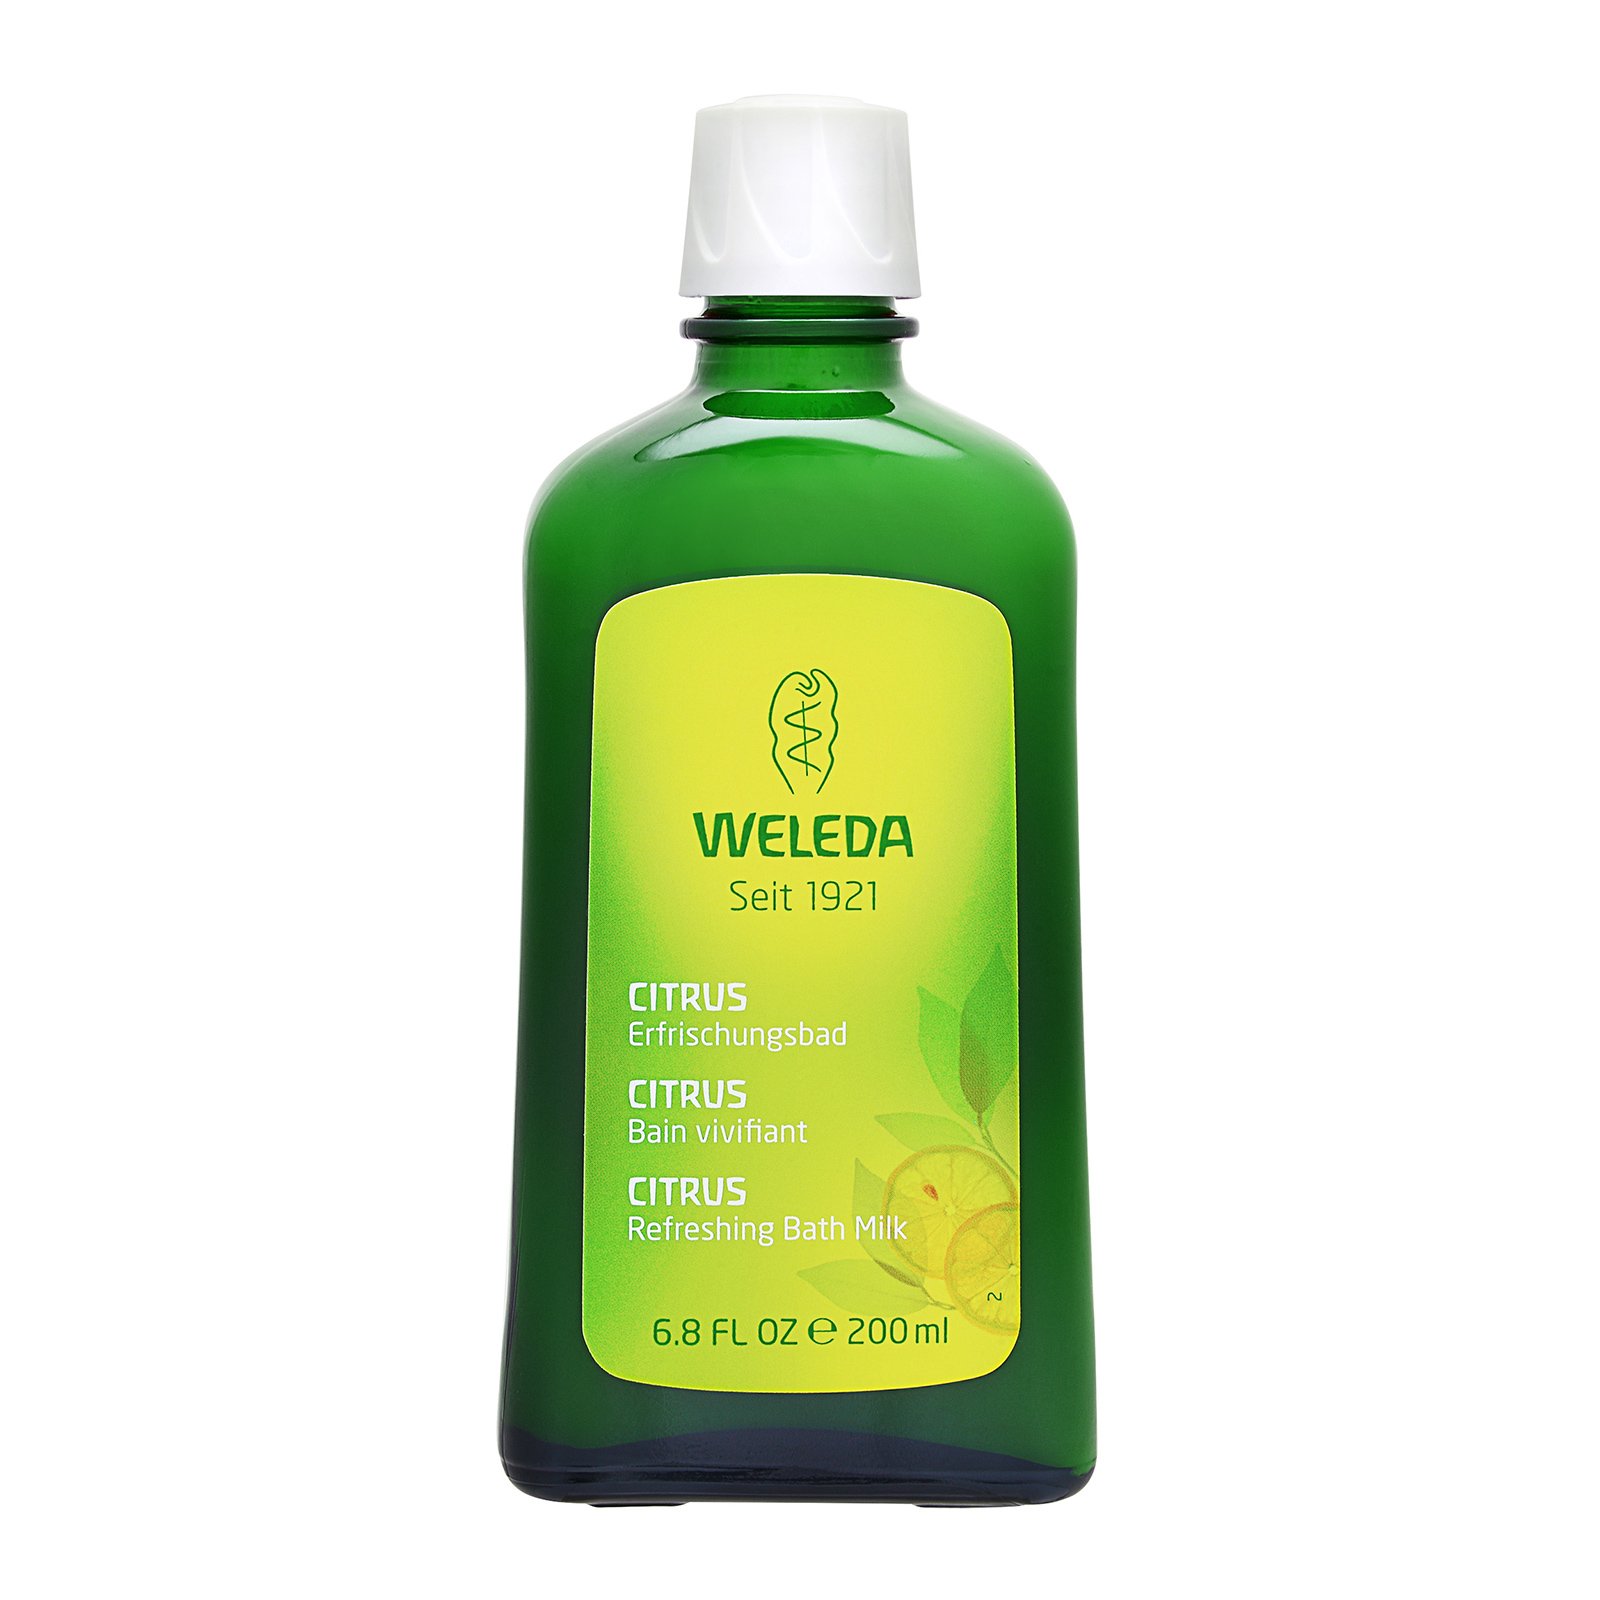 WELEDA
Seit 1921
CITRUS
Erfrischungsbad
CITRUS
Bain vivifiant
CITRUS
Refreshing Bath Milk
6.8 FL OZ ℮ 200 ml